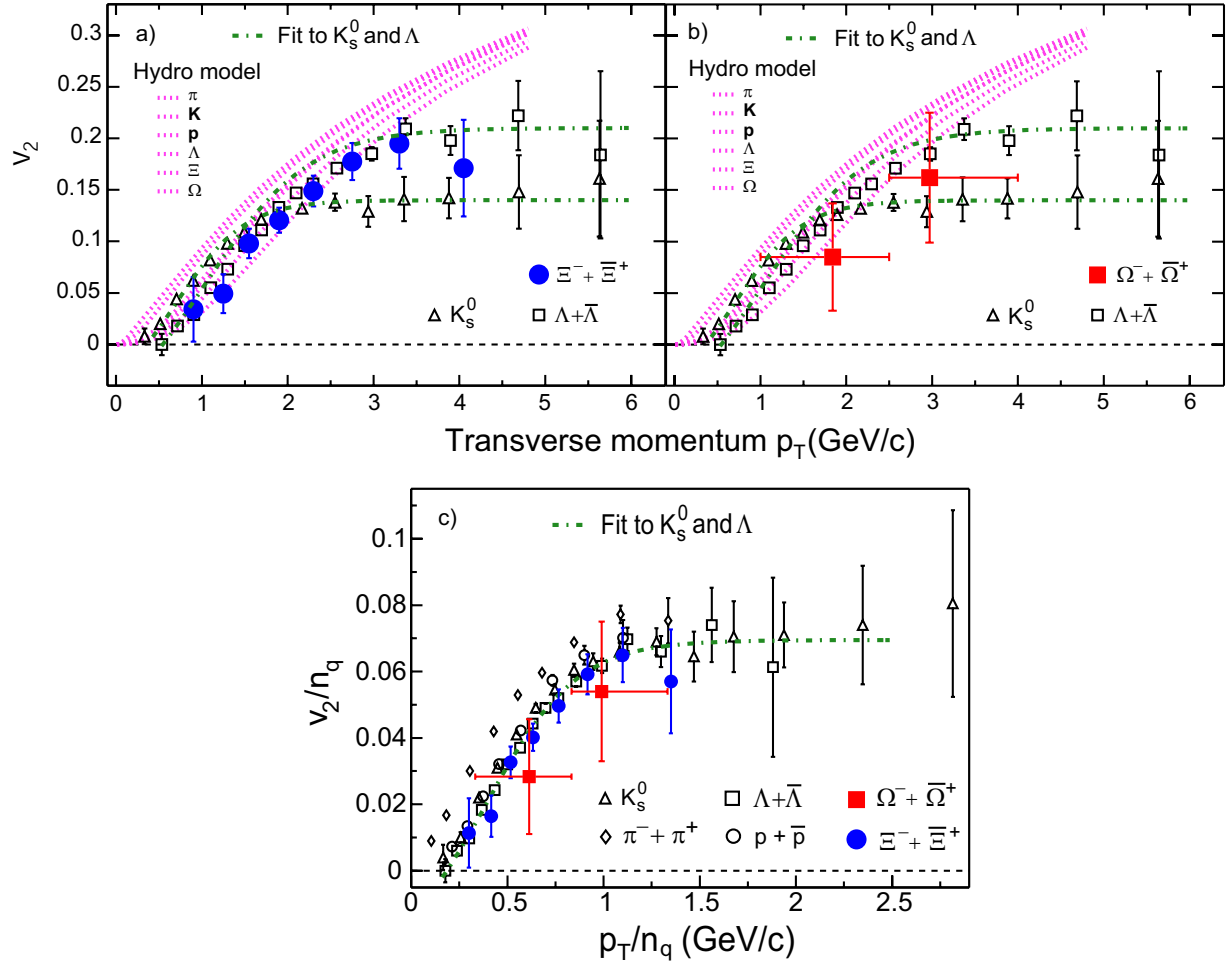 a) Fit to K⁰ₛ and Λ
Hydro model
π
K
p
Λ
Ξ
Ω
Ξ⁻ + Ξ̅⁺
K⁰ₛ Λ+Λ̅
v₂
0.3
0.25
0.2
0.15
0.1
0.05
0
0 1 2 3 4 5 6
b) Fit to K⁰ₛ and Λ
Hydro model
π
K
p
Λ
Ξ
Ω
Ω⁻ + Ω̅⁺
K⁰ₛ Λ+Λ̅
0 1 2 3 4 5 6
Transverse momentum p_T(GeV/c)
c) Fit to K⁰ₛ and Λ
v₂/n_q
0.1
0.08
0.06
0.04
0.02
0
K⁰ₛ Λ+Λ̅ Ω⁻ + Ω̅⁺
π⁻ + π⁺ p + p̅ Ξ⁻ + Ξ̅⁺
0 0.5 1 1.5 2 2.5
p_T/n_q (GeV/c)